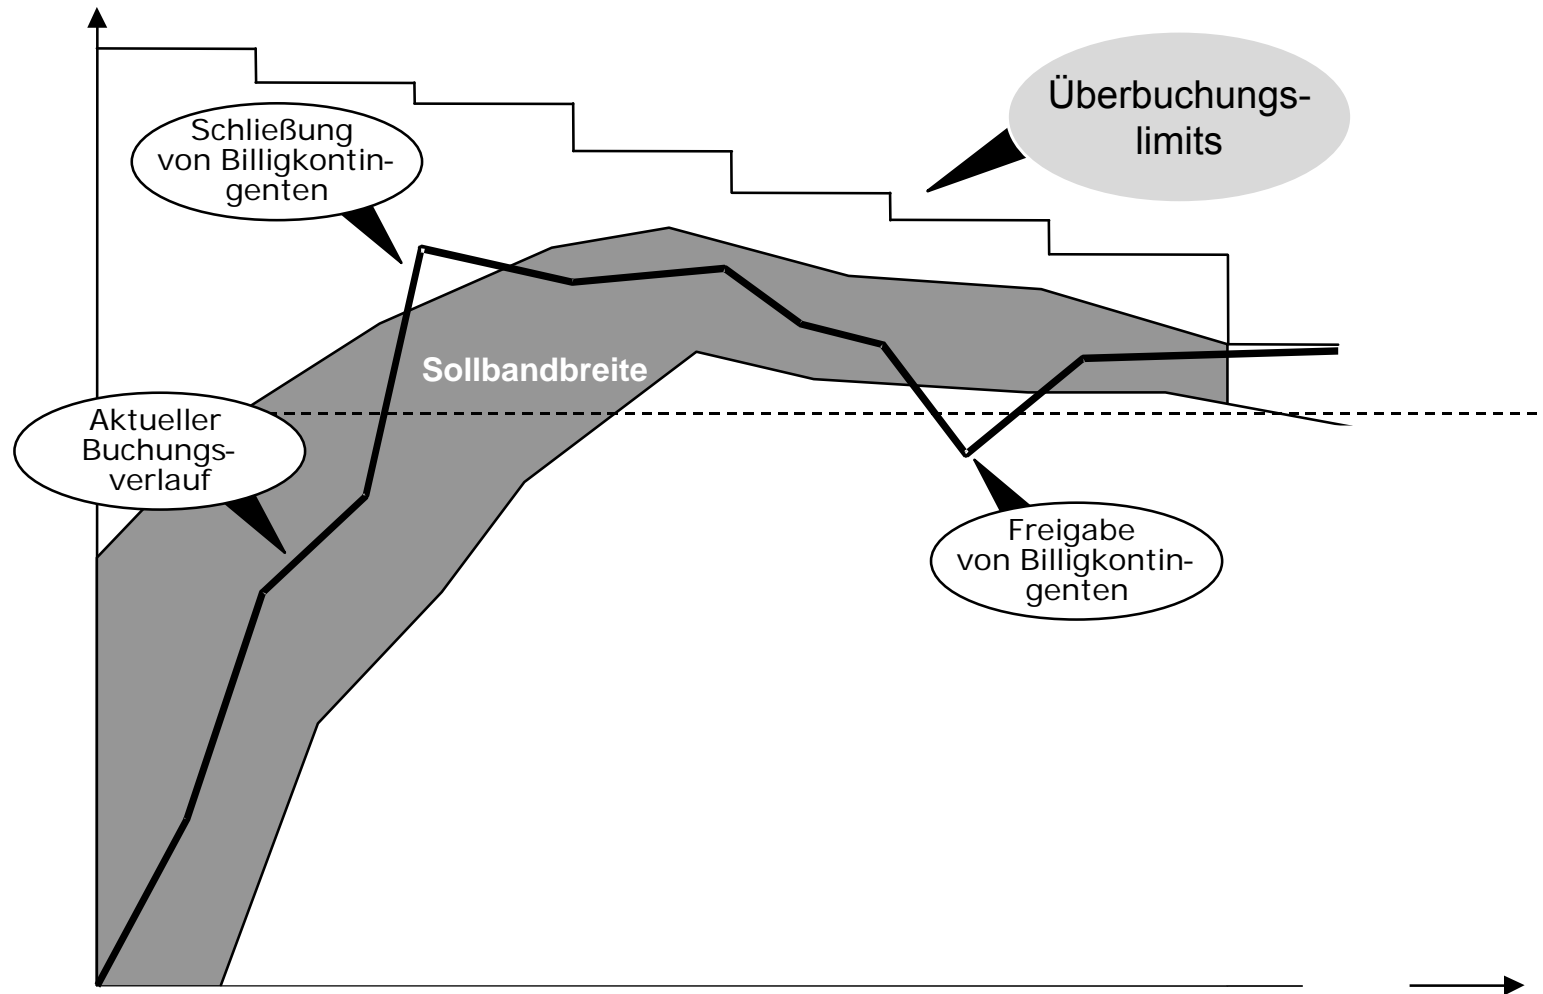 Überbuchungs-
limits
Schließung
von Billigkontin-
genten
Sollbandbreite
Aktueller
Buchungs-
verlauf
Freigabe
von Billigkontin-
genten